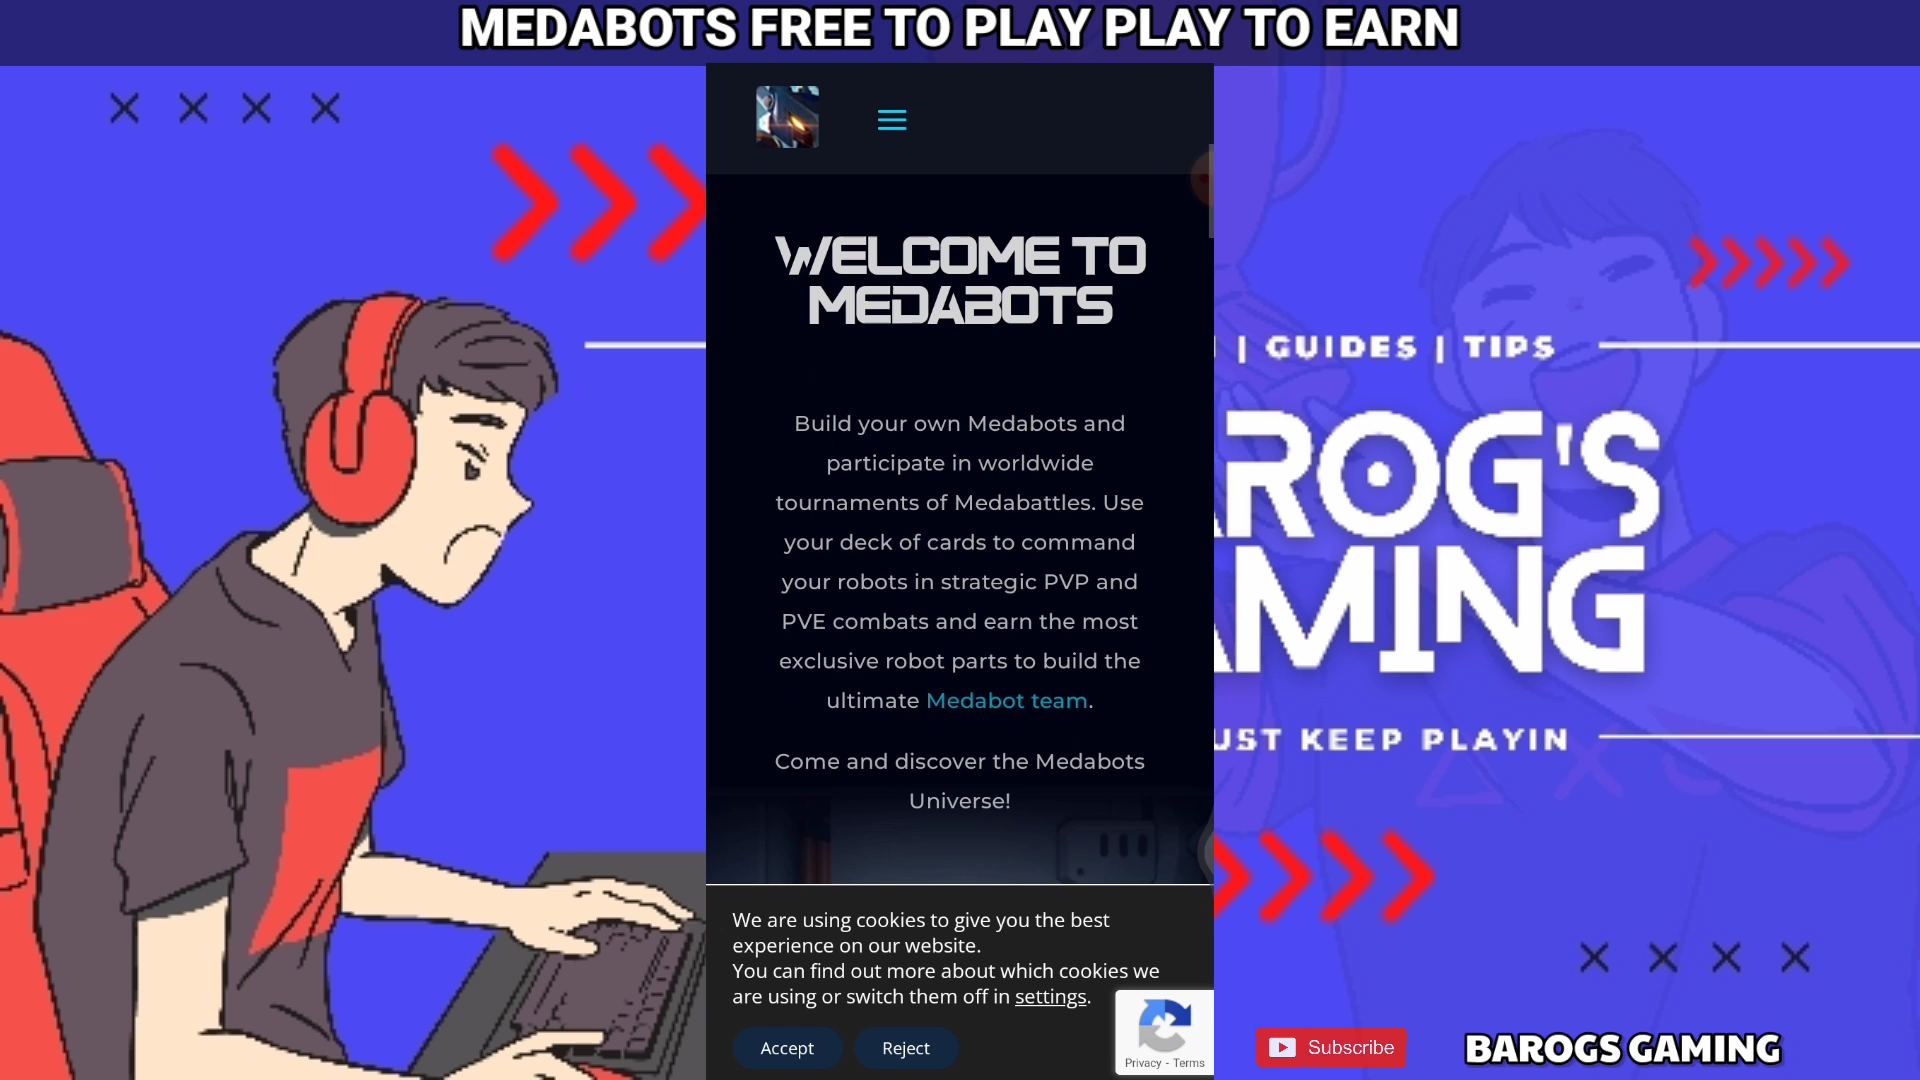 MEDABOTS FREE TO PLAY PLAY TO EARN
WELCOME TO
MEDABOTS
Build your own Medabots and
participate in worldwide
tournaments of Medabattles. Use
your deck of cards to command
your robots in strategic PVP and
PVE combats and earn the most
exclusive robot parts to build the
ultimate Medabot team.
Come and discover the Medabots
Universe!
We are using cookies to give you the best
experience on our website.
You can find out more about which cookies we
are using or switch them off in settings.
Accept
Reject
Privacy - Terms
| GUIDES | TIPS
ROG'S
MING
UST KEEP PLAYIN
Subscribe
BAROGS GAMING